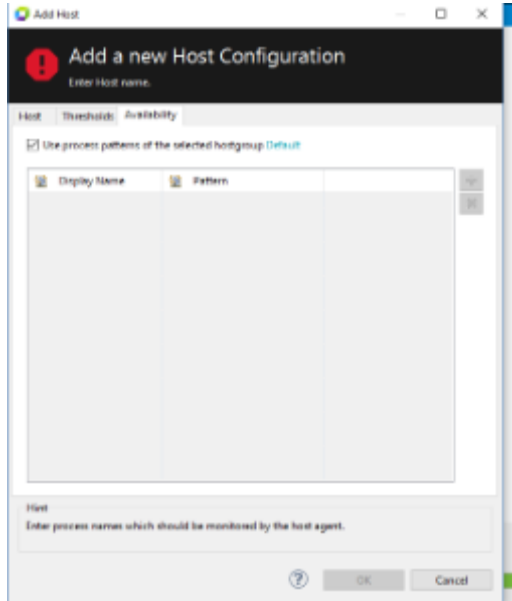 Add Host
Add a new Host Configuration
Enter Host name.
Host Thresholds Availability
Use process patterns of the selected hostgroup Default
Display Name Pattern
Hint
Enter process names which should be monitored by the host agent.
? OK Cancel